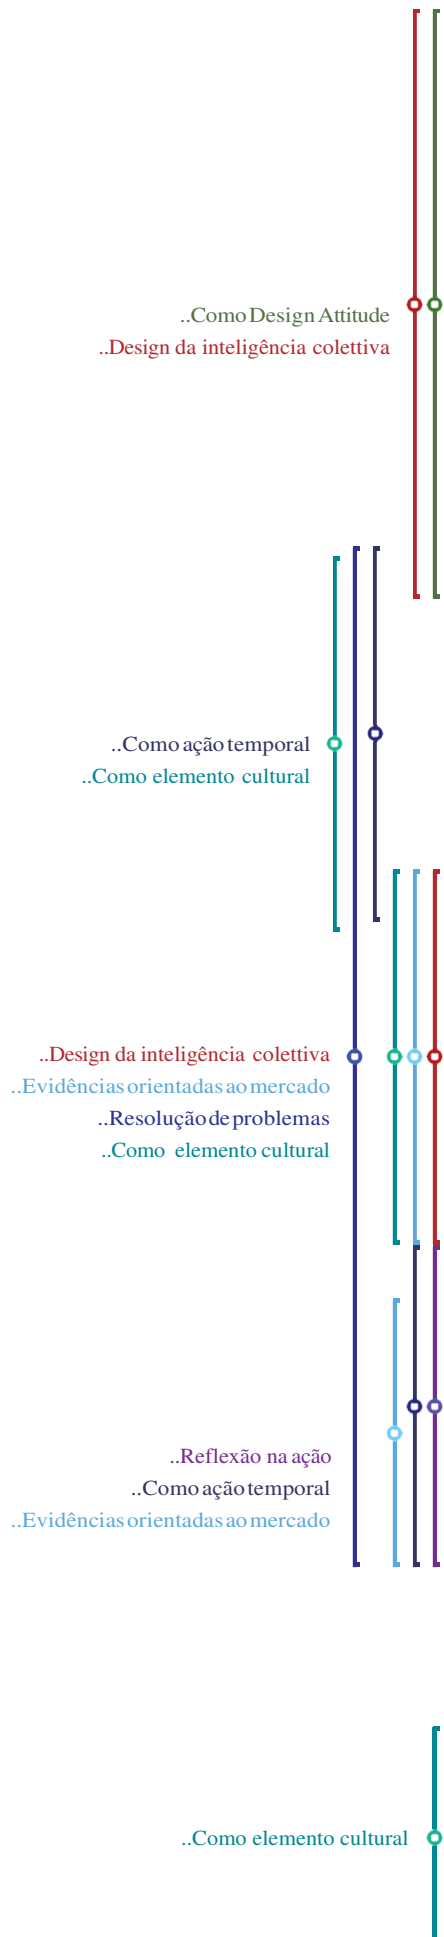 ..Como Design Attitude
..Design da inteligência colettiva
..Como ação temporal
..Como elemento cultural
..Design da inteligência colettiva
..Evidências orientadas ao mercado
..Resolução de problemas
..Como elemento cultural
..Reflexão na ação
..Como ação temporal
..Evidências orientadas ao mercado
..Como elemento cultural